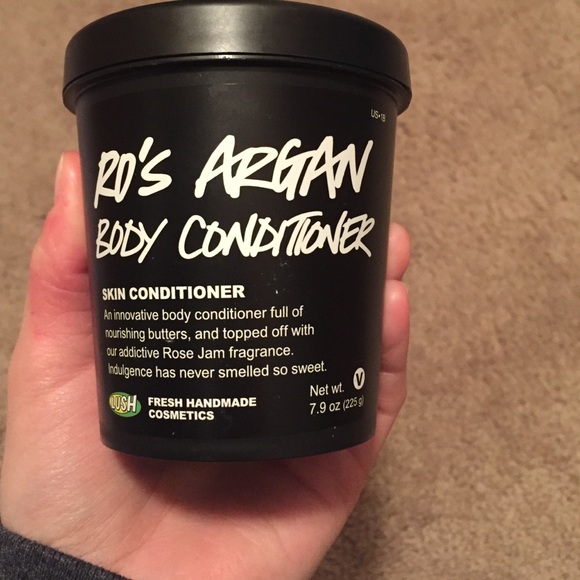 US•1B
RO'S ARGAN
BODY CONDITIONER
SKIN CONDITIONER
An innovative body conditioner full of
nourishing butters, and topped off with
our addictive Rose Jam fragrance.
Indulgence has never smelled so sweet.
LUSH
FRESH HANDMADE
COSMETICS
V
Net wt.
7.9 oz (225 g)